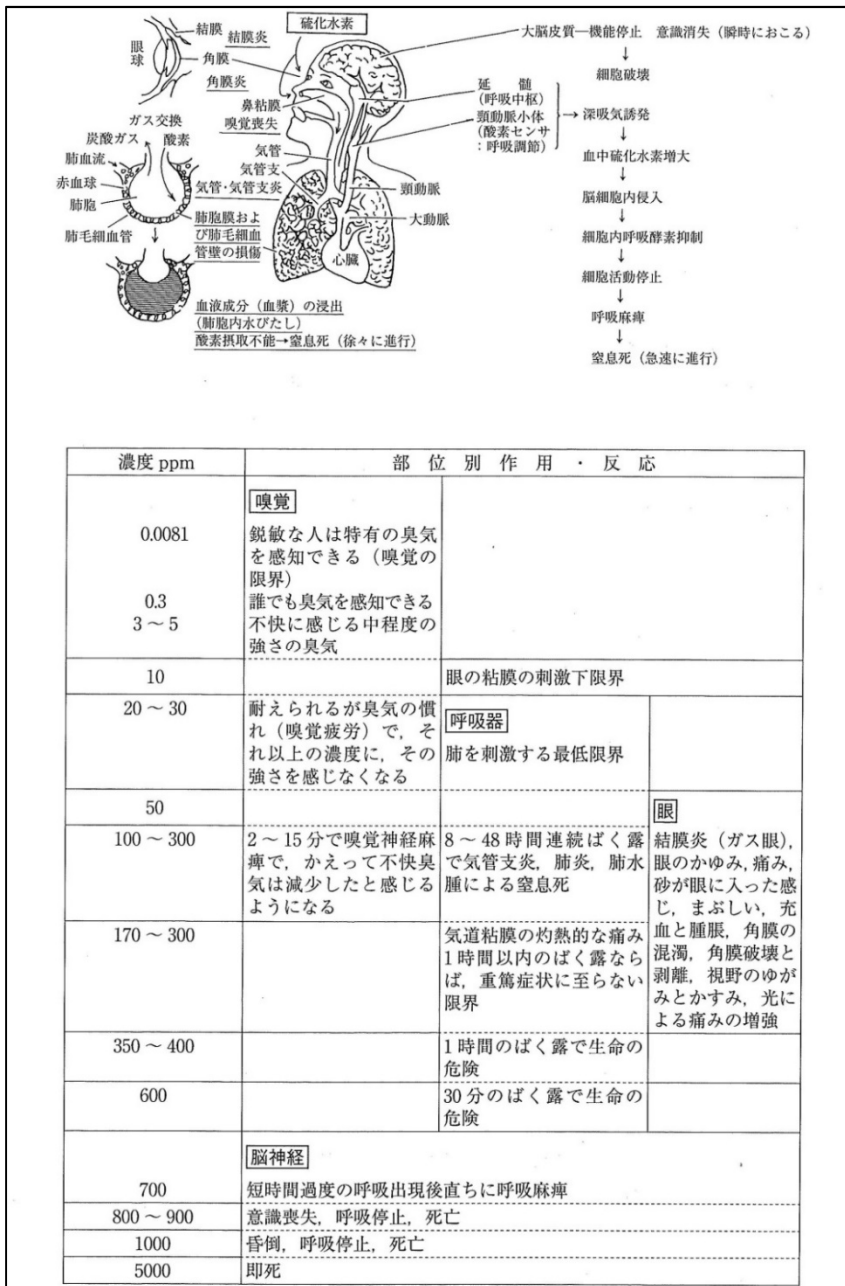 硫化水素
結膜
結膜炎
眼球
角膜
角膜炎
鼻粘膜
嗅覚喪失
ガス交換
炭酸ガス 酸素
肺血流
赤血球
肺胞
肺毛細血管
気管
気管支
気管・気管支炎
肺胞膜およ
び肺毛細血
管壁の損傷
頸動脈
大動脈
心臓
血液成分（血漿）の浸出
（肺胞内水びたし）
酸素摂取不能→窒息死（徐々に進行）
大脳皮質―機能停止 意識消失（瞬時におこる）
↓
細胞破壊
延髄
（呼吸中枢）
頸動脈小体
（酸素センサ
：呼吸調節）
→深吸気誘発
↓
血中硫化水素増大
↓
脳細胞内侵入
↓
細胞内呼吸酵素抑制
↓
細胞活動停止
↓
呼吸麻痺
↓
窒息死（急速に進行）
濃度 ppm 部位別作用・反応
嗅覚
0.0081 鋭敏な人は特有の臭気
を感知できる（嗅覚の
限界）
0.3 誰でも臭気を感知できる
3～5 不快に感じる中程度の
強さの臭気
10 眼の粘膜の刺激下限界
20～30 耐えられるが臭気の慣
れ（嗅覚疲労）で，そ
れ以上の濃度に，その
強さを感じなくなる
呼吸器
肺を刺激する最低限界
50
眼
結膜炎（ガス眼），
眼のかゆみ，痛み，
砂が眼に入った感
じ，まぶしい，充
血と腫脹，角膜の
混濁，角膜破壊と
剥離，視野のゆが
みとかすみ，光に
よる痛みの増強
100～300 2～15分で嗅覚神経麻
痺で，かえって不快臭
気は減少したと感じる
ようになる
8～48時間連続ばく露
で気管支炎，肺炎，肺水
腫による窒息死
170～300 気道粘膜の灼熱的な痛み
1時間以内のばく露なら
ば，重篤症状に至らない
限界
350～400 1時間のばく露で生命の
危険
600 30分のばく露で生命の
危険
脳神経
700 短時間過度の呼吸出現後直ちに呼吸麻痺
800～900 意識喪失，呼吸停止，死亡
1000 昏倒，呼吸停止，死亡
5000 即死